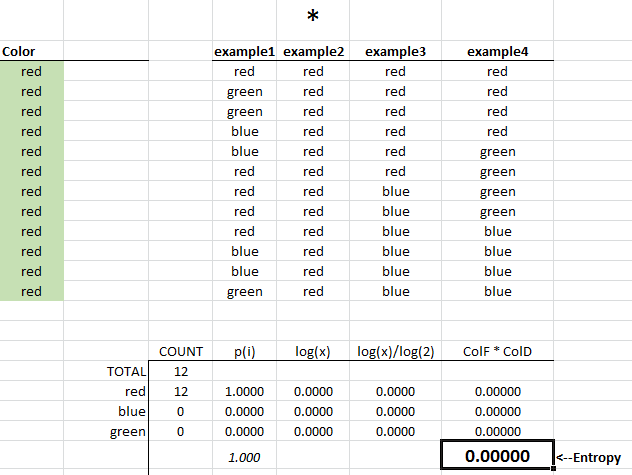 *
Color example1 example2 example3 example4
red red red red red
red green red red red
red green red red red
red blue red red red
red blue red red green
red red red red green
red red red blue green
red red red blue green
red red red blue blue
red blue red blue blue
red blue red blue blue
red green red blue blue
COUNT p(i) log(x) log(x)/log(2) ColF * ColD
TOTAL 12
red 12 1.0000 0.0000 0.0000 0.00000
blue 0 0.0000 0.0000 0.0000 0.00000
green 0 0.0000 0.0000 0.0000 0.00000
1.000 0.00000 <--Entropy